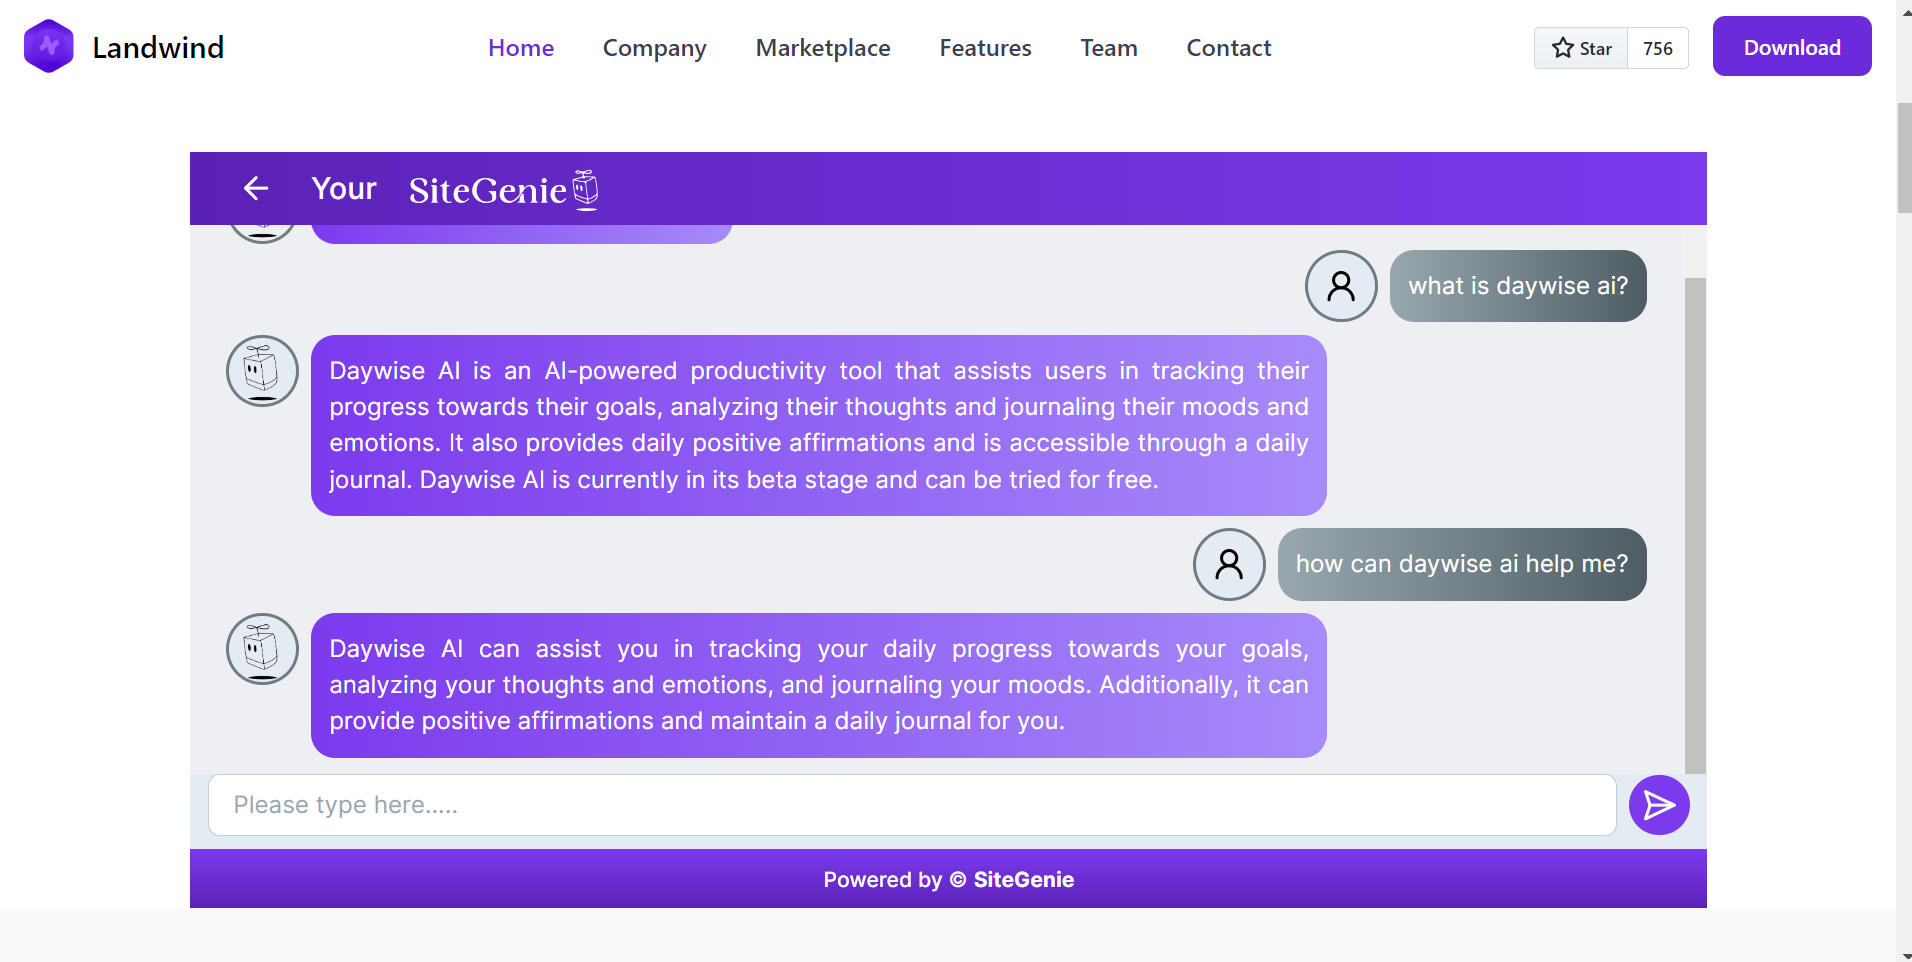 Landwind
Home Company Marketplace Features Team Contact
Star 756
Download
Your SiteGenie
what is daywise ai?
Daywise AI is an AI-powered productivity tool that assists users in tracking their
progress towards their goals, analyzing their thoughts and journaling their moods and
emotions. It also provides daily positive affirmations and is accessible through a daily
journal. Daywise AI is currently in its beta stage and can be tried for free.
how can daywise ai help me?
Daywise AI can assist you in tracking your daily progress towards your goals,
analyzing your thoughts and emotions, and journaling your moods. Additionally, it can
provide positive affirmations and maintain a daily journal for you.
Please type here.....
Powered by © SiteGenie